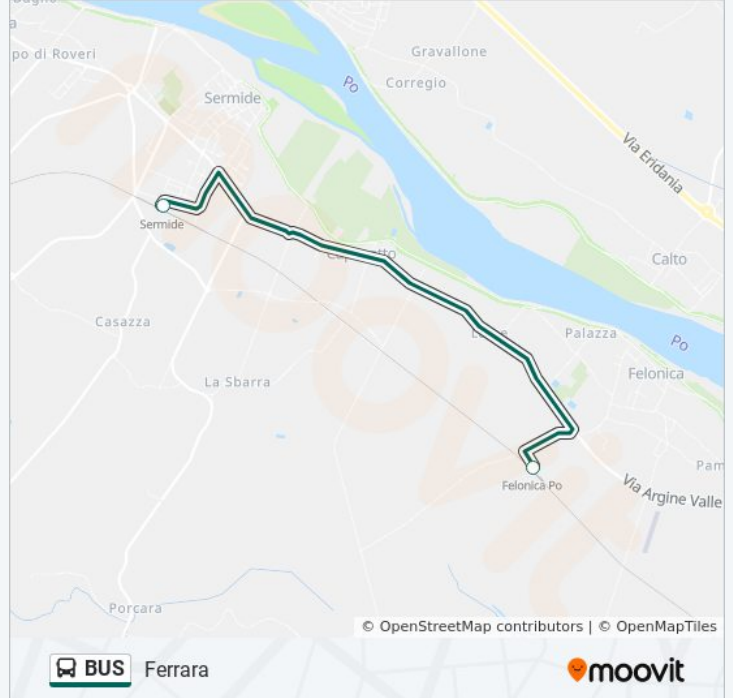 po di Roveri
Gravallone
Corregio
Po
Sermide
Via Eridania
Sermide
Calto
Casazza
Palazza
Po
La Sbarra
Felonica
Pam
Felonica Po
Via Argine Valle
Porcara
© OpenStreetMap contributors | © OpenMapTiles
BUS Ferrara
moovit